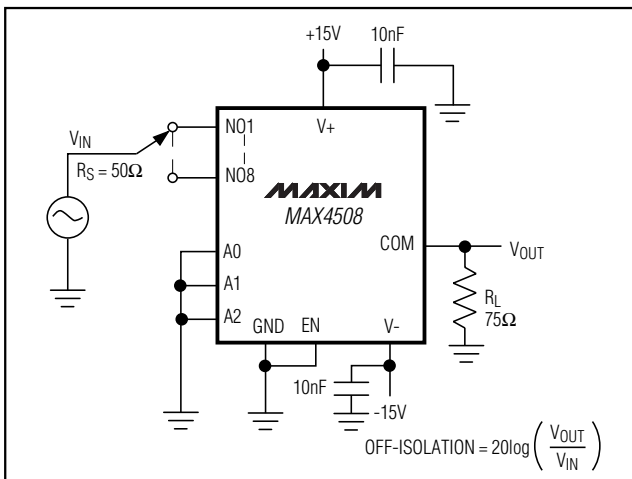 +15V
10nF
V+
VIN
RS = 50Ω
NO1
NO8
MAXIM
MAX4508
COM
VOUT
RL
75Ω
A0
A1
A2
GND
EN
V-
10nF
-15V
OFF-ISOLATION = 20log(VOUT/VIN)